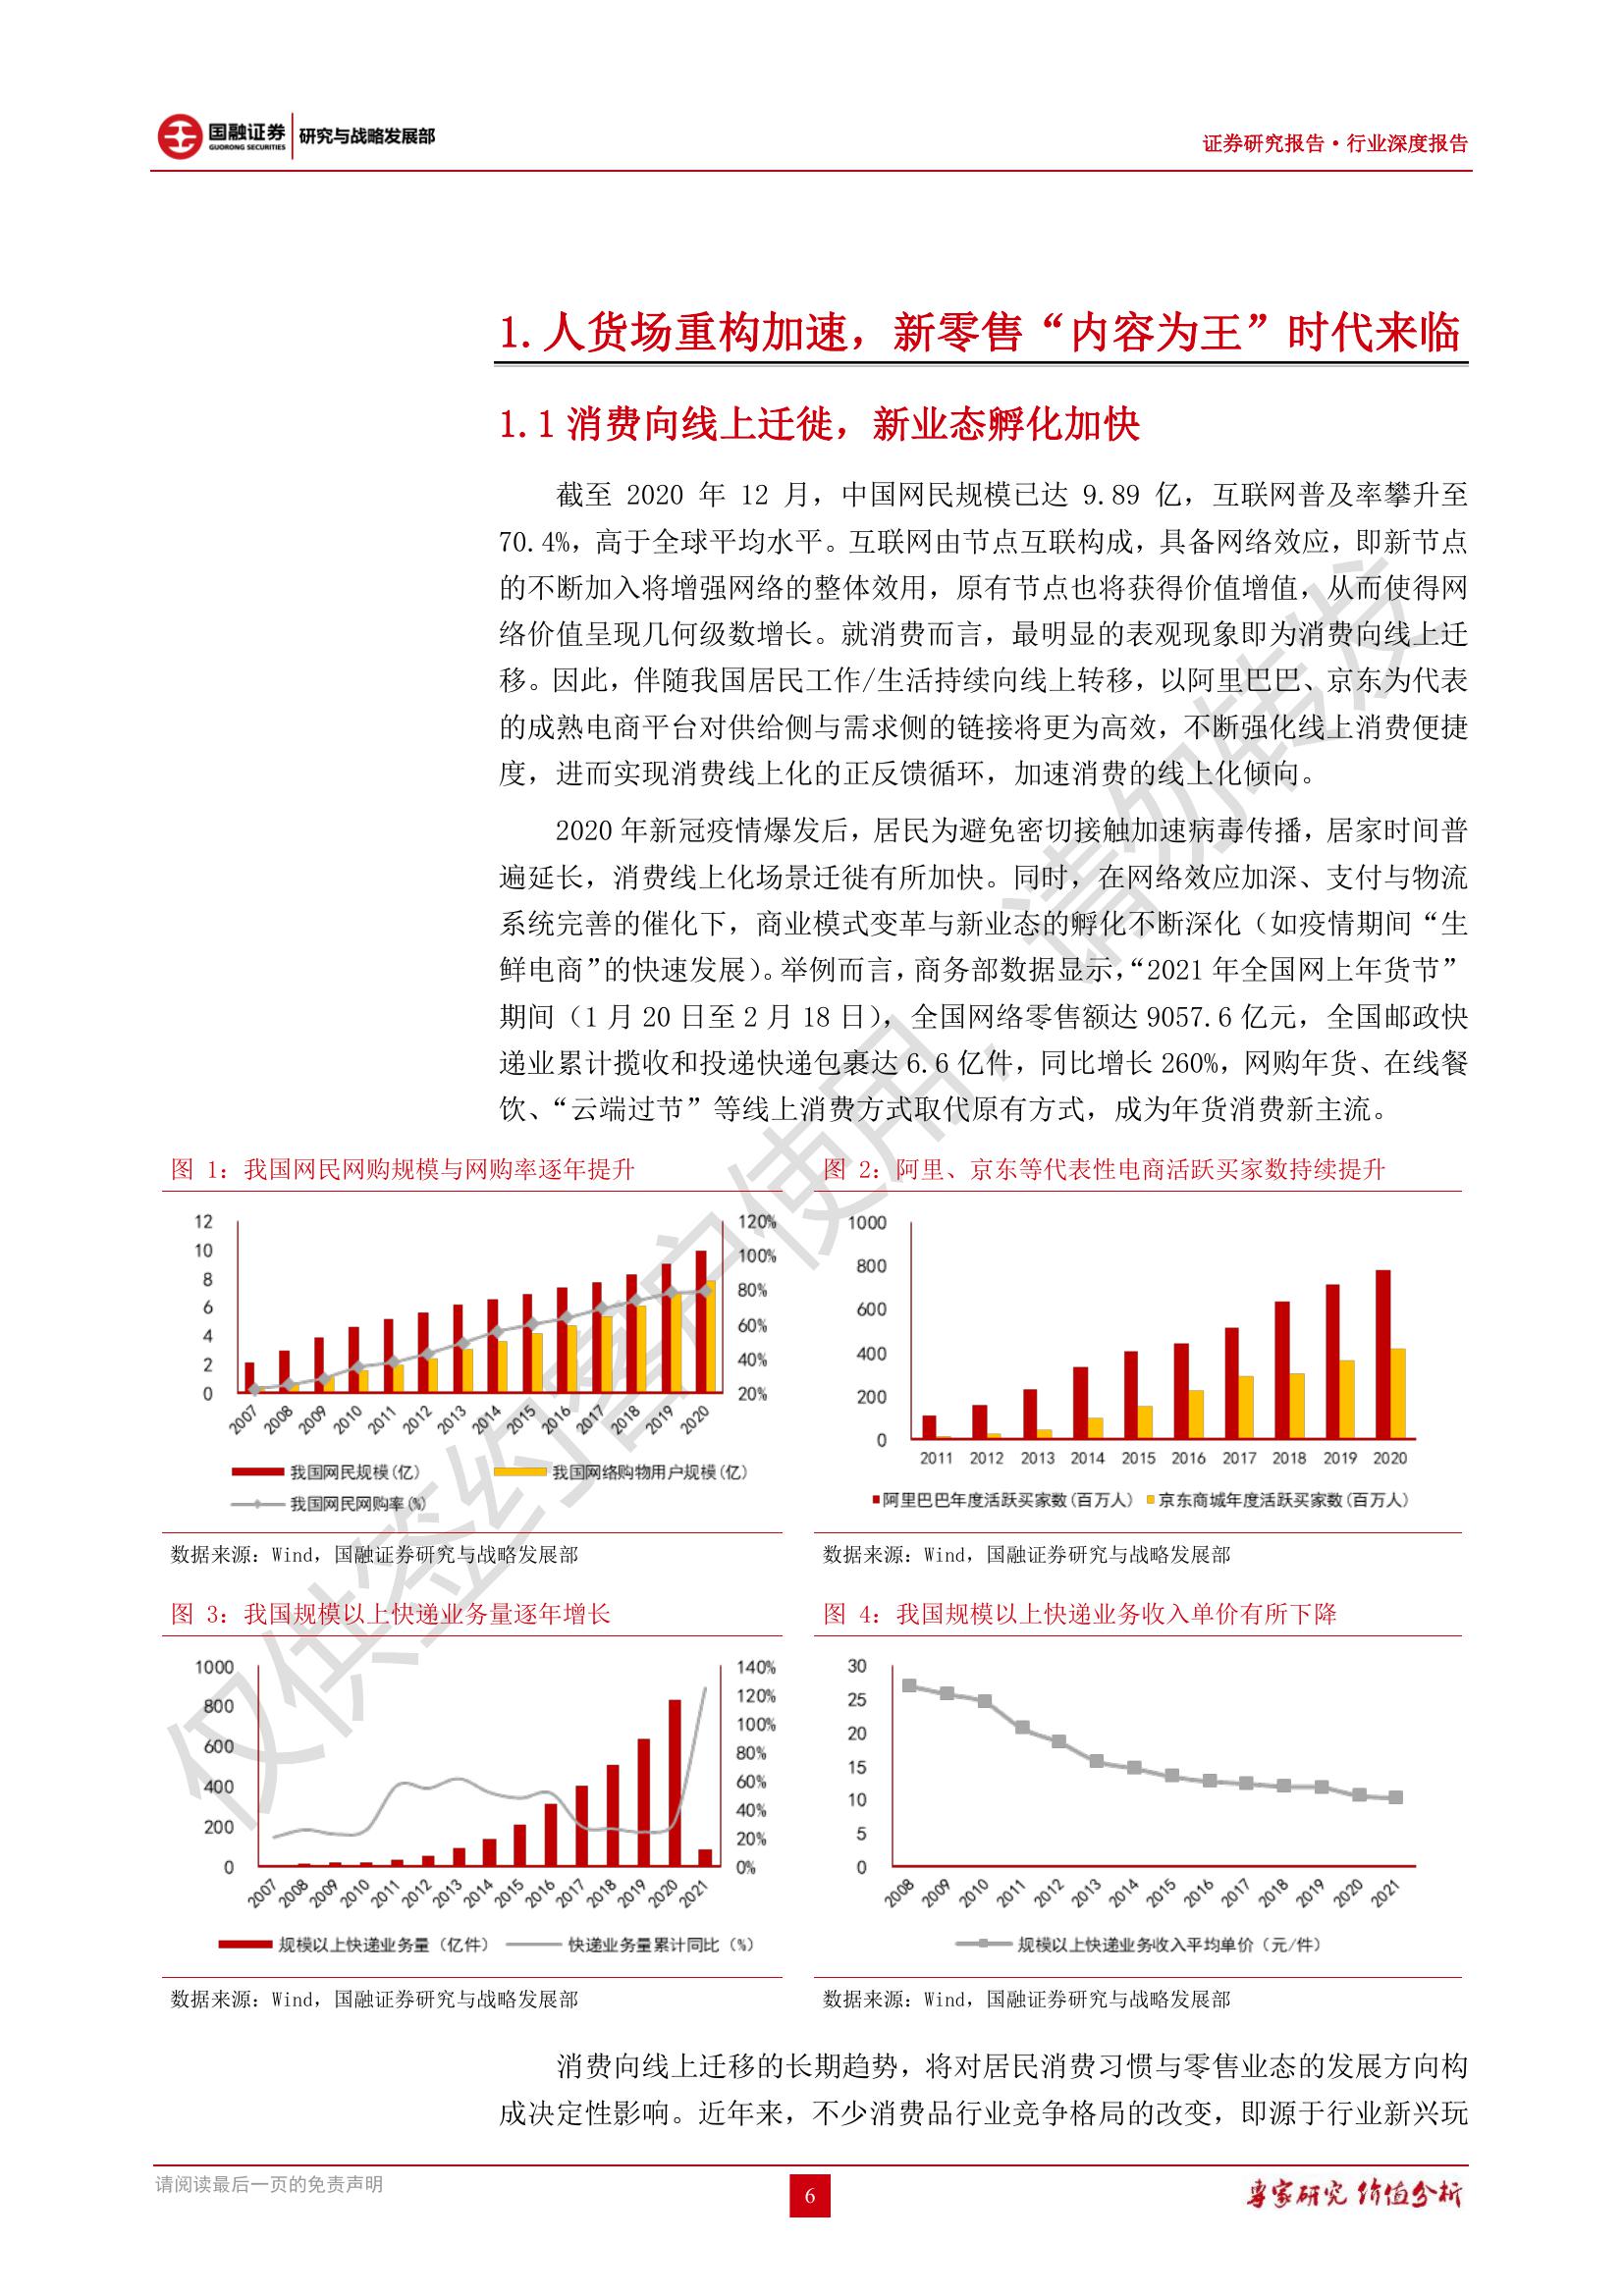 国融证券
GUORONG SECURITIES
研究与战略发展部
证券研究报告·行业深度报告
1.人货场重构加速，新零售“内容为王”时代来临
1.1 消费向线上迁徙，新业态孵化加快
截至 2020 年 12 月，中国网民规模已达 9.89 亿，互联网普及率攀升至
70.4%，高于全球平均水平。互联网由节点互联构成，具备网络效应，即新节点
的不断加入将增强网络的整体效用，原有节点也将获得价值增值，从而使得网
络价值呈现几何级数增长。就消费而言，最明显的表观现象即为消费向线上迁
移。因此，伴随我国居民工作/生活持续向线上转移，以阿里巴巴、京东为代表
的成熟电商平台对供给侧与需求侧的链接将更为高效，不断强化线上消费便捷
度，进而实现消费线上化的正反馈循环，加速消费的线上化倾向。
2020 年新冠疫情爆发后，居民为避免密切接触加速病毒传播，居家时间普
遍延长，消费线上化场景迁徙有所加快。同时，在网络效应加深、支付与物流
系统完善的催化下，商业模式变革与新业态的孵化不断深化（如疫情期间“生
鲜电商”的快速发展）。举例而言，商务部数据显示，“2021 年全国网上年货节”
期间（1 月 20 日至 2 月 18 日），全国网络零售额达 9057.6 亿元，全国邮政快
递业累计揽收和投递快递包裹达 6.6 亿件，同比增长 260%，网购年货、在线餐
饮、“云端过节”等线上消费方式取代原有方式，成为年货消费新主流。
图 1：我国网民网购规模与网购率逐年提升
12
10
8
6
4
2
0
120%
100%
80%
60%
40%
20%
2007 2008 2009 2010 2011 2012 2013 2014 2015 2016 2017 2018 2019 2020
我国网民规模(亿)
我国网络购物用户规模(亿)
我国网民网购率(%)
数据来源：Wind，国融证券研究与战略发展部
图 2：阿里、京东等代表性电商活跃买家数持续提升
1000
800
600
400
200
0
2011 2012 2013 2014 2015 2016 2017 2018 2019 2020
阿里巴巴年度活跃买家数(百万人) 京东商城年度活跃买家数(百万人)
数据来源：Wind，国融证券研究与战略发展部
图 3：我国规模以上快递业务量逐年增长
1000
800
600
400
200
0
140%
120%
100%
80%
60%
40%
20%
0%
2007 2008 2009 2010 2011 2012 2013 2014 2015 2016 2017 2018 2019 2020 2021
规模以上快递业务量（亿件） 快递业务量累计同比（%）
数据来源：Wind，国融证券研究与战略发展部
图 4：我国规模以上快递业务收入单价有所下降
30
25
20
15
10
5
0
2008 2009 2010 2011 2012 2013 2014 2015 2016 2017 2018 2019 2020 2021
规模以上快递业务收入平均单价（元/件）
数据来源：Wind，国融证券研究与战略发展部
消费向线上迁移的长期趋势，将对居民消费习惯与零售业态的发展方向构
成决定性影响。近年来，不少消费品行业竞争格局的改变，即源于行业新兴玩
请阅读最后一页的免责声明
6
专家研究 价值分析
仅供签约客户使用，请勿转发